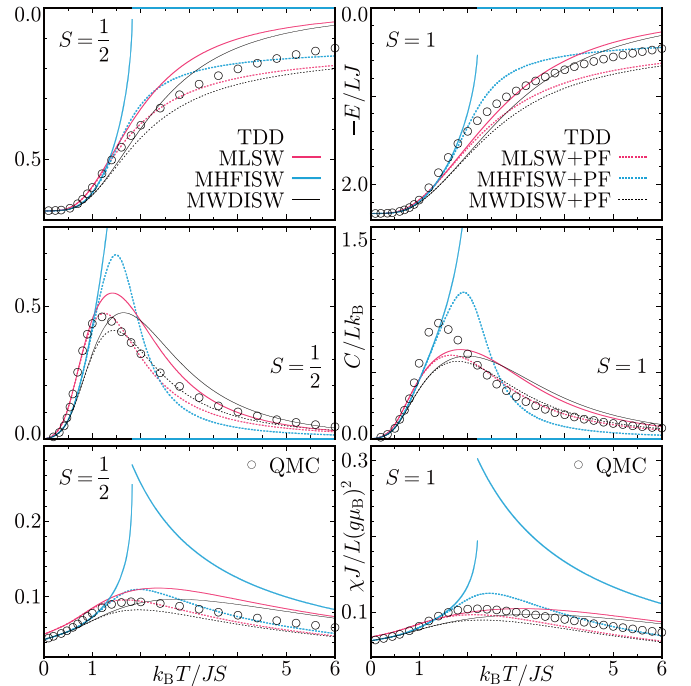 0.0
S = 1/2
0.5
TDD
MLSW
MHFISW
MWDISW
0.0
S = 1
−E/LJ
2.0
TDD
MLSW+PF
MHFISW+PF
MWDISW+PF
0.5
S = 1/2
0.0
1.5
C/Lk_B
S = 1
0.0
S = 1/2
QMC
0.2
0.1
0 1 5 6
k_BT/JS
0.3
S = 1
QMC
χJ/L(gμ_B)²
0.1
0 1 5 6
k_BT/JS